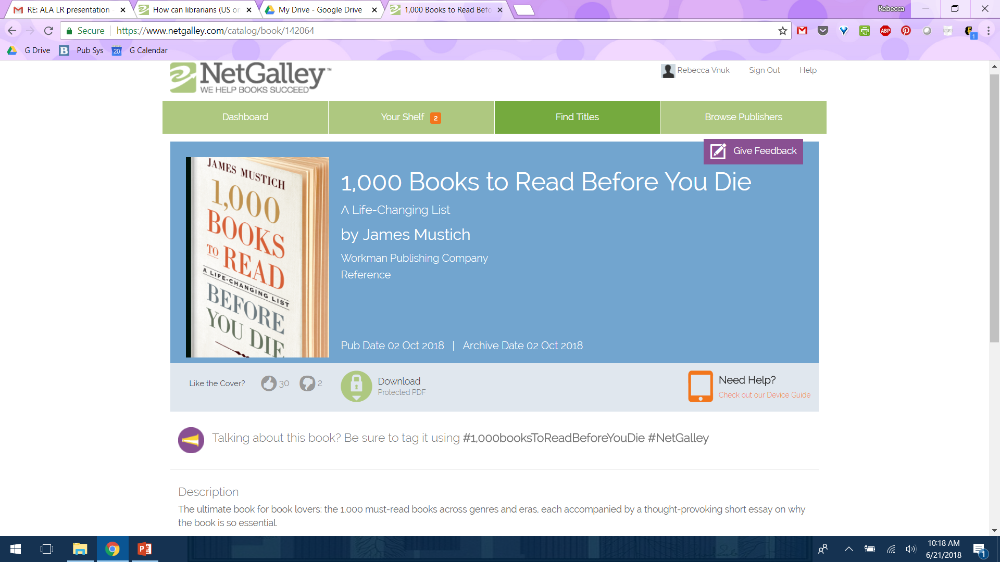 RE: ALA LR presentation
How can librarians (US or
My Drive - Google Drive
1,000 Books to Read Befo
Rebecca
Secure
https://www.netgalley.com/catalog/book/142064
ABP
1
G Drive
B
Pub Sys
20
G Calendar
NetGalley™
WE HELP BOOKS SUCCEED
Rebecca Vnuk
Sign Out
Help
Dashboard
Your Shelf 2
Find Titles
Browse Publishers
Give Feedback
JAMES MUSTICH
1,000
BOOKS
TO READ
A LIFE-CHANGING LIST
BEFORE
YOU DIE
1,000 Books to Read Before You Die
A Life-Changing List
by James Mustich
Workman Publishing Company
Reference
Pub Date 02 Oct 2018 | Archive Date 02 Oct 2018
Like the Cover? 30 2
Download
Protected PDF
Need Help?
Check out our Device Guide
Talking about this book? Be sure to tag it using #1,000booksToReadBeforeYouDie #NetGalley
Description
The ultimate book for book lovers: the 1,000 must-read books across genres and eras, each accompanied by a thought-provoking short essay on why
the book is so essential.
10:18 AM
6/21/2018
1